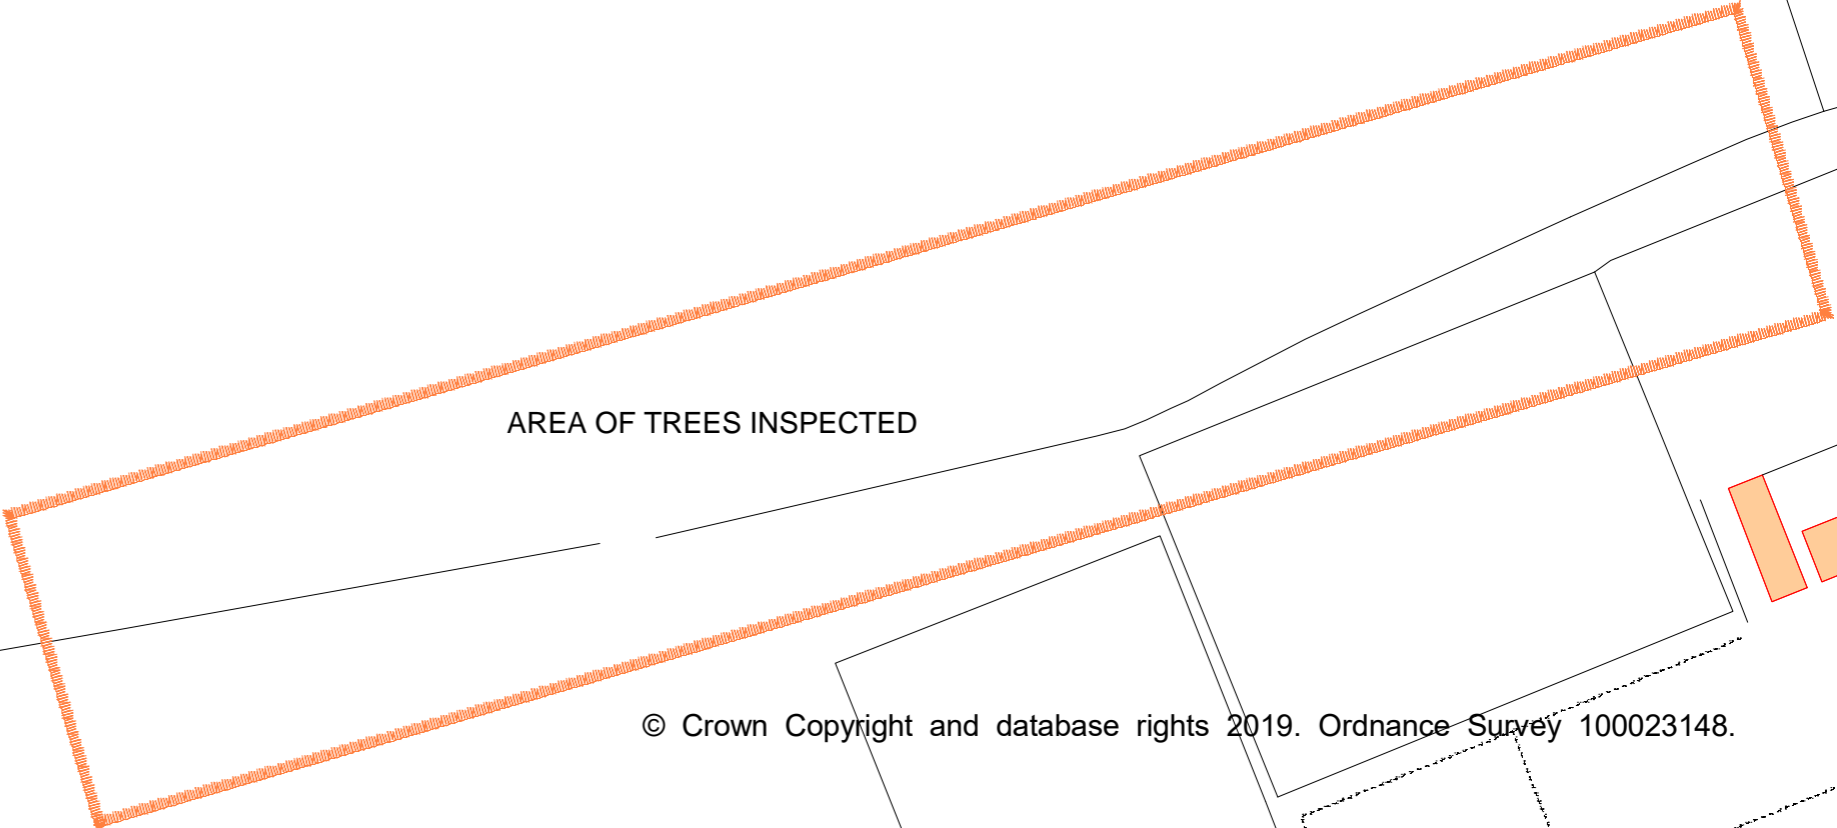 AREA OF TREES INSPECTED
© Crown Copyright and database rights 2019. Ordnance Survey 100023148.